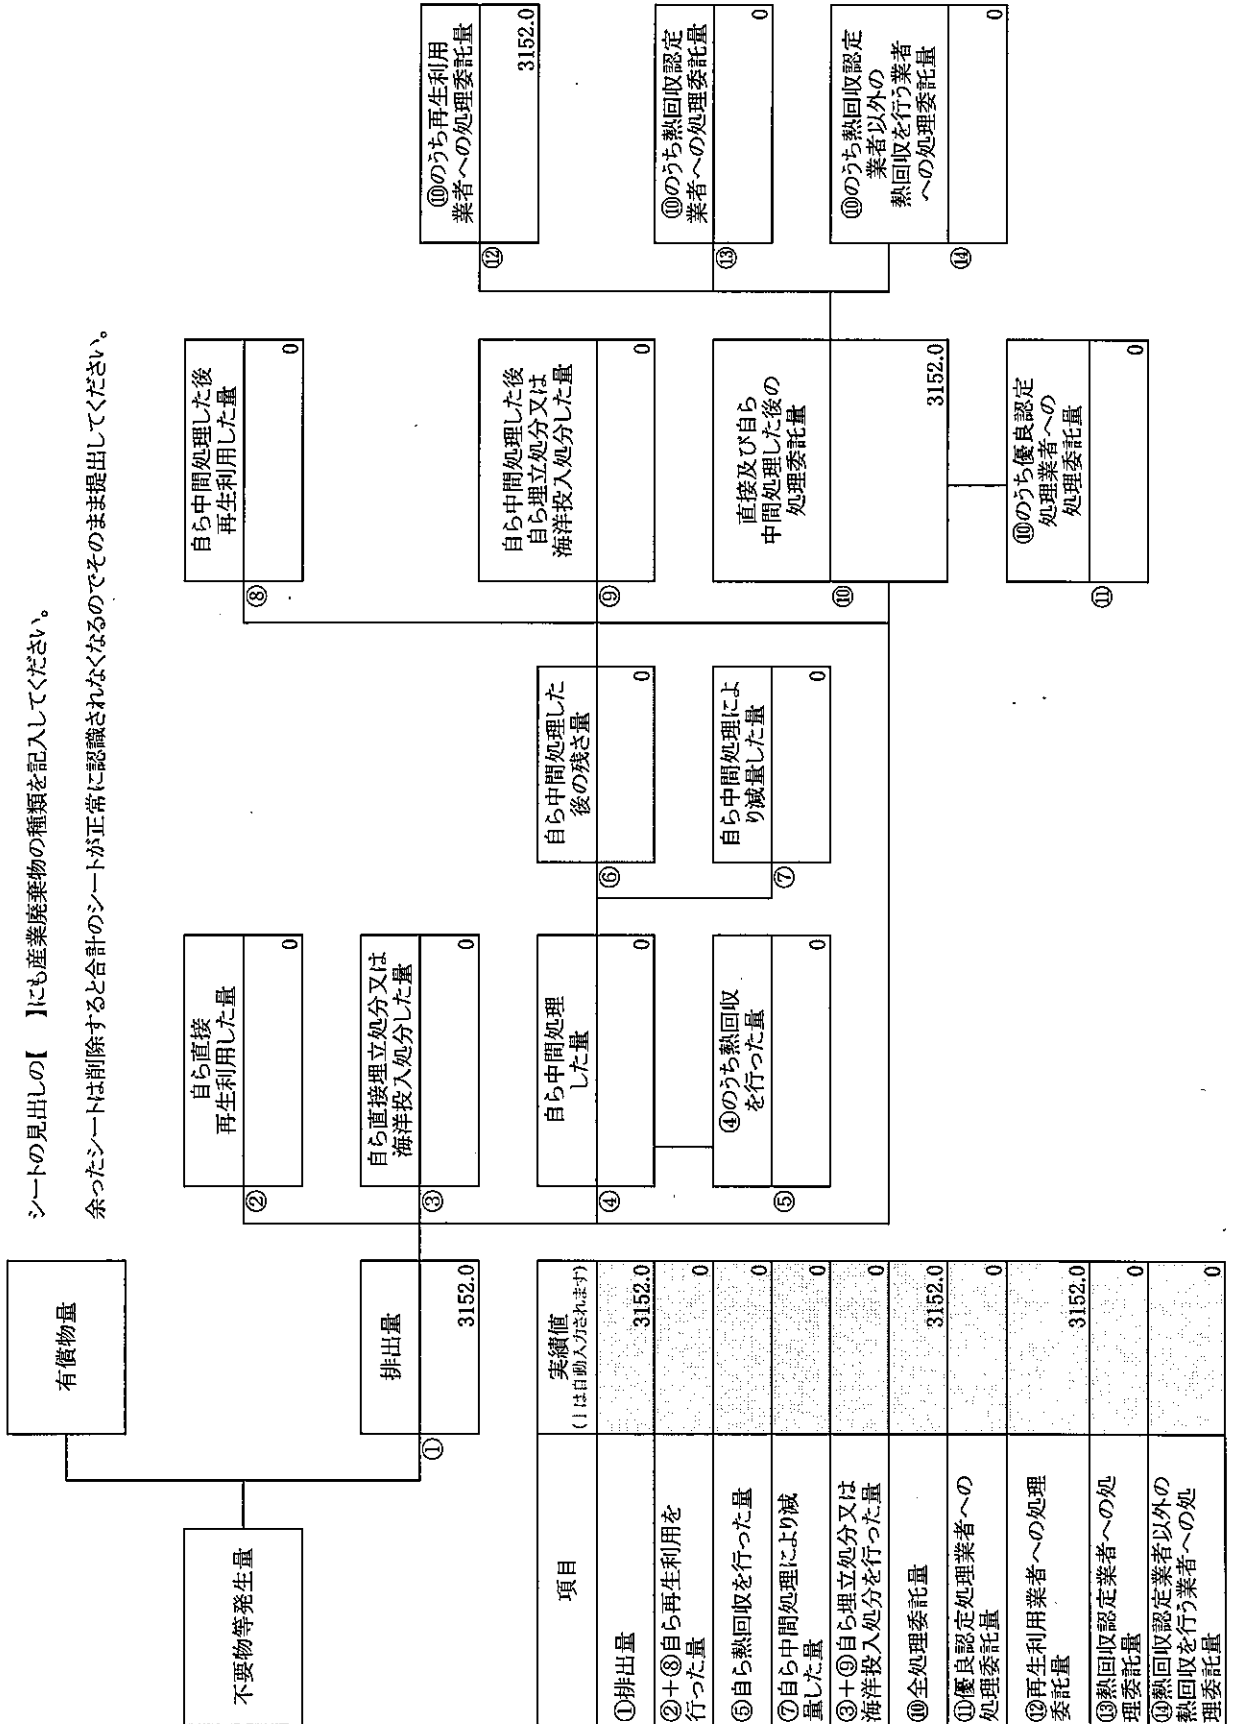 シートの見出しの【　】にも産業廃棄物の種類を記入してください。
余ったシートは削除すると合計のシートが正常に認識されなくなるのでそのまま提出してください。
有償物量
不要物等発生量
①
排出量
3152.0
②
自ら直接
再生利用した量
0
③
自ら直接埋立処分又は
海洋投入処分した量
0
④
自ら中間処理
した量
0
⑤
④のうち熱回収
を行った量
0
⑥
自ら中間処理した
後の残さ量
0
⑦
自ら中間処理によ
り減量した量
0
⑧
自ら中間処理した後
再生利用した量
0
⑨
自ら中間処理した後
自ら埋立処分又は
海洋投入処分した量
0
⑩
直接及び自ら
中間処理した後の
処理委託量
3152.0
⑪
⑩のうち優良認定
処理業者への
処理委託量
0
⑫
⑩のうち再生利用
業者への処理委託量
3152.0
⑬
⑩のうち熱回収認定
業者への処理委託量
0
⑭
⑩のうち熱回収認定
業者以外の
熱回収を行う業者
への処理委託量
0
項目
実績値
(】は自動入力されます)
①排出量
3152.0
②+⑧自ら再生利用を
行った量
0
⑤自ら熱回収を行った量
0
⑦自ら中間処理により減
量した量
0
③+⑨自ら埋立処分又は
海洋投入処分を行った量
0
⑩全処理委託量
3152.0
⑪優良認定処理業者への
処理委託量
0
⑫再生利用業者への処理
委託量
3152.0
⑬熱回収認定業者への処
理委託量
0
⑭熱回収認定業者以外の
熱回収を行う業者への処
理委託量
0